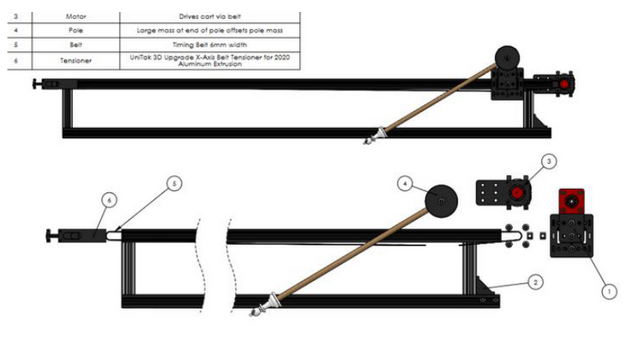 3 Motor Drives cart via belt
4 Pole Large mass at end of pole offsets pole mass
5 Belt Timing Belt 6mm width
6 Tensioner UniTak 3D Upgrade X-Axis Belt Tensioner for 2020
Aluminum Extrusion
3
5
4
6
2
1